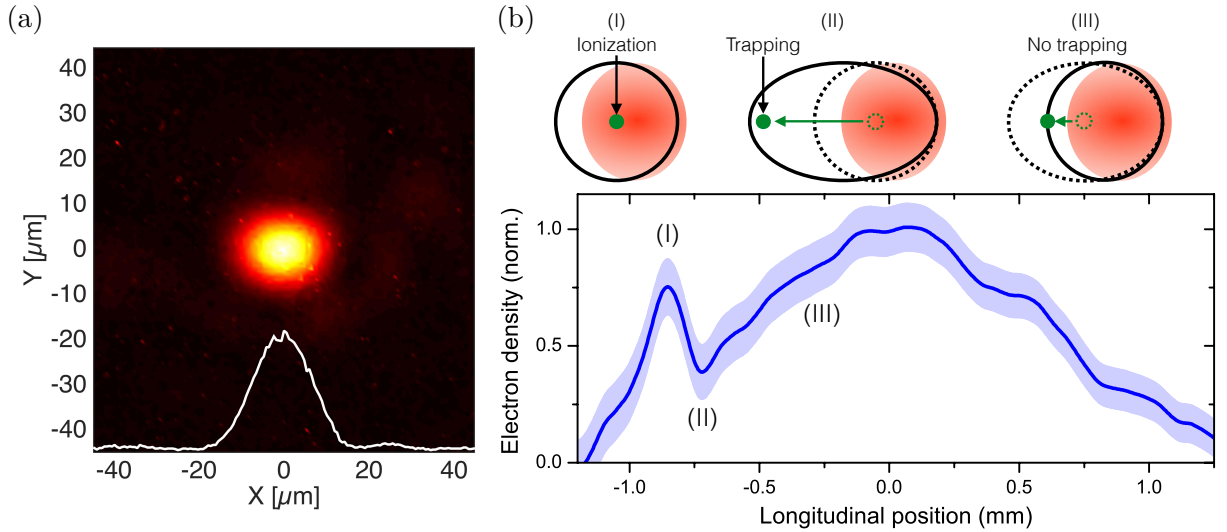 (a)
40
30
20
10
0
-10
-20
-30
-40
Y [µm]
-40 -20 0 20 40
X [µm]
(b)
(I) (II) (III)
Ionization Trapping No trapping
1.0
0.5
0.0
Electron density (norm.)
(I)
(II)
(III)
-1.0 -0.5 0.0 0.5 1.0
Longitudinal position (mm)